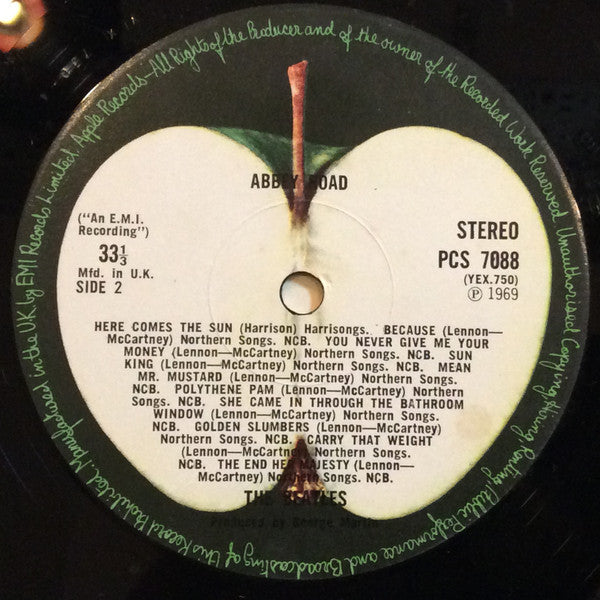 Manufactured in the U.K. by EMI Records Limited. Apple Records—All Rights of the Producer and of the owner of the Recorded Work Reserved. Unauthorised Copying, Hiring, Lending, Public Performance and Broadcasting of this Record Prohibited.
ABBEY ROAD
("An E.M.I.
Recording")
33⅓
Mfd. in U.K.
SIDE 2
STEREO
PCS 7088
(YEX.750)
Ⓟ 1969
HERE COMES THE SUN (Harrison) Harrisongs. BECAUSE (Lennon—
McCartney) Northern Songs. NCB. YOU NEVER GIVE ME YOUR
MONEY (Lennon—McCartney) Northern Songs. NCB. SUN
KING (Lennon—McCartney) Northern Songs. NCB. MEAN
MR. MUSTARD (Lennon—McCartney) Northern Songs.
NCB. POLYTHENE PAM (Lennon—McCartney) Northern
Songs. NCB. SHE CAME IN THROUGH THE BATHROOM
WINDOW (Lennon—McCartney) Northern Songs.
NCB. GOLDEN SLUMBERS (Lennon—McCartney)
Northern Songs. NCB. CARRY THAT WEIGHT
(Lennon—McCartney) Northern Songs.
NCB. THE END HER MAJESTY (Lennon—
McCartney) Northern Songs. NCB.
THE BEATLES
Produced by George Martin